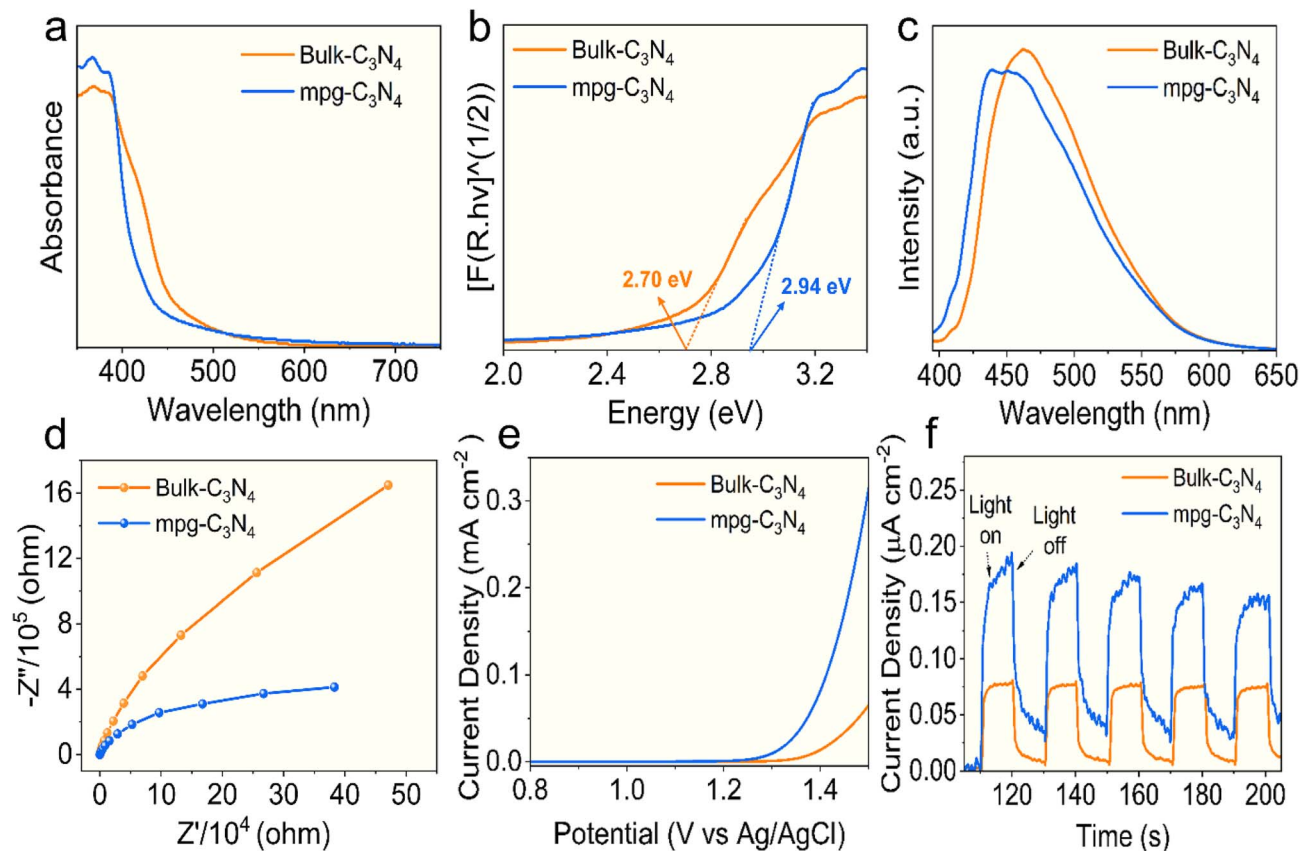 a
Bulk-C₃N₄
mpg-C₃N₄
Absorbance
400 500 600 700
Wavelength (nm)
b
Bulk-C₃N₄
mpg-C₃N₄
[F(R.hv]^(1/2))
2.70 eV
2.94 eV
2.0 2.4 2.8 3.2
Energy (eV)
c
Bulk-C₃N₄
mpg-C₃N₄
Intensity (a.u.)
400 450 500 550 600 650
Wavelength (nm)
d
Bulk-C₃N₄
mpg-C₃N₄
-Z''/10⁵ (ohm)
16
12
8
4
0
0 10 20 30 40 50
Z'/10⁴ (ohm)
e
Bulk-C₃N₄
mpg-C₃N₄
Current Density (mA cm⁻²)
0.3
0.2
0.1
0.0
0.8 1.0 1.2 1.4
Potential (V vs Ag/AgCl)
f
Bulk-C₃N₄
mpg-C₃N₄
Light
on
Light
off
Current Density (μA cm⁻²)
0.25
0.20
0.15
0.10
0.05
0.00
120 140 160 180 200
Time (s)